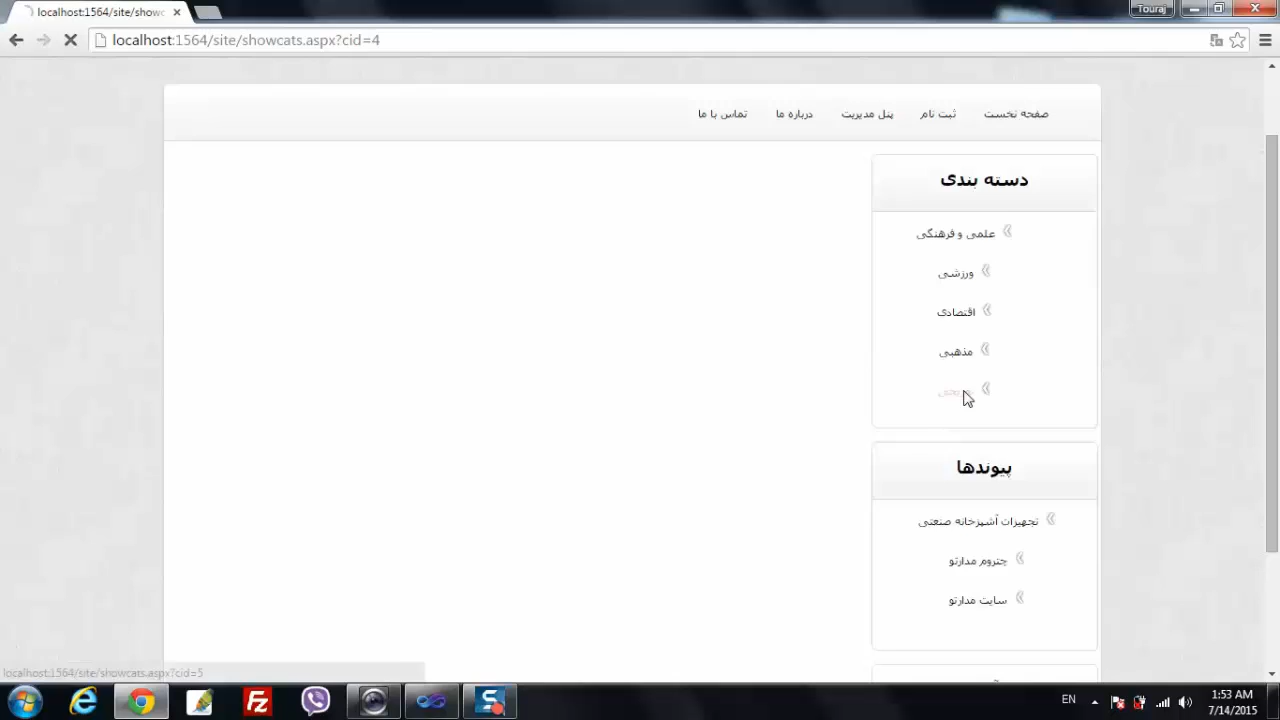 localhost:1564/site/showc
Touraj
localhost:1564/site/showcats.aspx?cid=4
صفحه نخست
ثبت نام
پنل مدیریت
درباره ما
تماس با ما
دسته بندی
علمی و فرهنگی
ورزشی
اقتصادی
مذهبی
پیوندها
تجهیزات آشپزخانه صنعتی
چتروم مدارتو
سایت مدارتو
localhost:1564/site/showcats.aspx?cid=5
EN
1:53 AM
7/14/2015